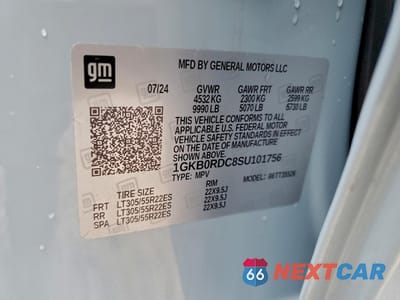 gm
MFD BY GENERAL MOTORS LLC
07/24 GVWR GAWR FRT GAWR RR
4532 KG 2300 KG 2599 KG
9990 LB 5070 LB 5730 LB
THIS VEHICLE CONFORMS TO ALL
APPLICABLE U.S. FEDERAL MOTOR
VEHICLE SAFETY STANDARDS IN
EFFECT ON THE DATE OF
MANUFACTURE SHOWN ABOVE.
1GKB0RDC8SU101756
TYPE: MPV MODEL:
TIRE SIZE RIM
FRT LT305/55R22ES 22X9.5J
RR LT305/55R22ES 22X9.5J
SPA LT305/55R22ES 22X9.5J
66 NEXTCAR